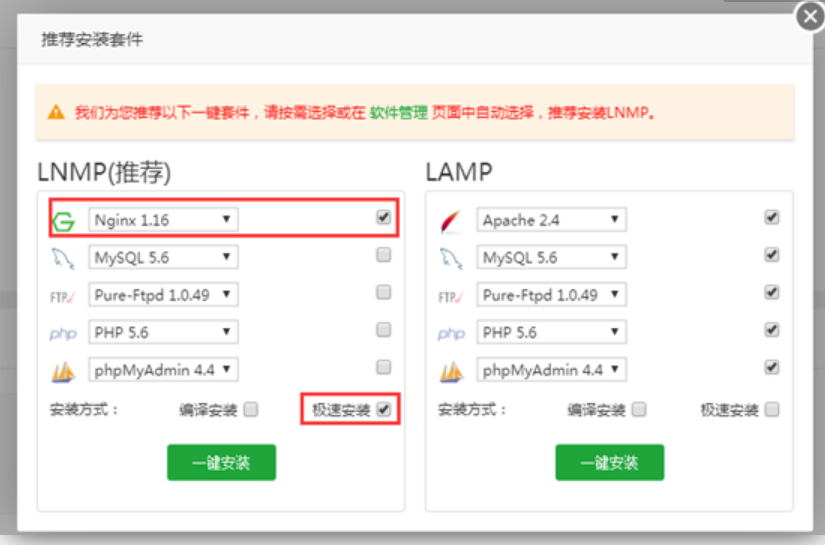 推荐安装套件
我们为您推荐以下一键套件，请按需选择或在 软件管理 页面中自动选择，推荐安装LNMP。
LNMP(推荐)
Nginx 1.16
MySQL 5.6
FTP Pure-Ftpd 1.0.49
php PHP 5.6
phpMyAdmin 4.4
安装方式： 编译安装 极速安装
一键安装
LAMP
Apache 2.4
MySQL 5.6
FTP Pure-Ftpd 1.0.49
php PHP 5.6
phpMyAdmin 4.4
安装方式： 编译安装 极速安装
一键安装